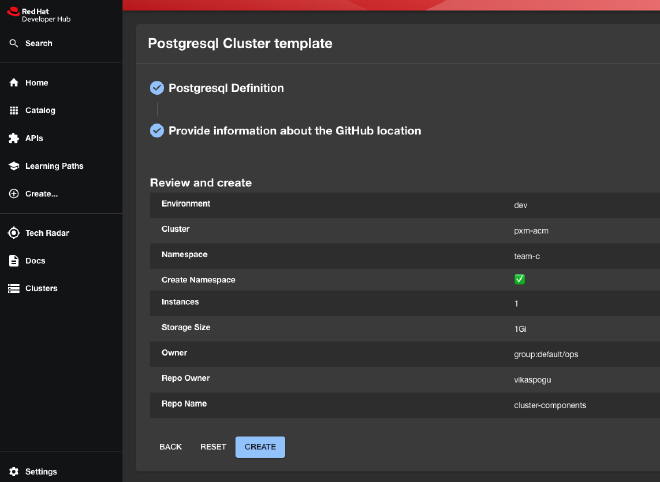 Red Hat
Developer Hub
Search
Home
Catalog
APIs
Learning Paths
Create...
Tech Radar
Docs
Clusters
Settings
Postgresql Cluster template
Postgresql Definition
Provide information about the GitHub location
Review and create
Environment dev
Cluster pxm-acm
Namespace team-c
Create Namespace ✅
Instances 1
Storage Size 1Gi
Owner group:default/ops
Repo Owner vikaspogu
Repo Name cluster-components
BACK RESET CREATE